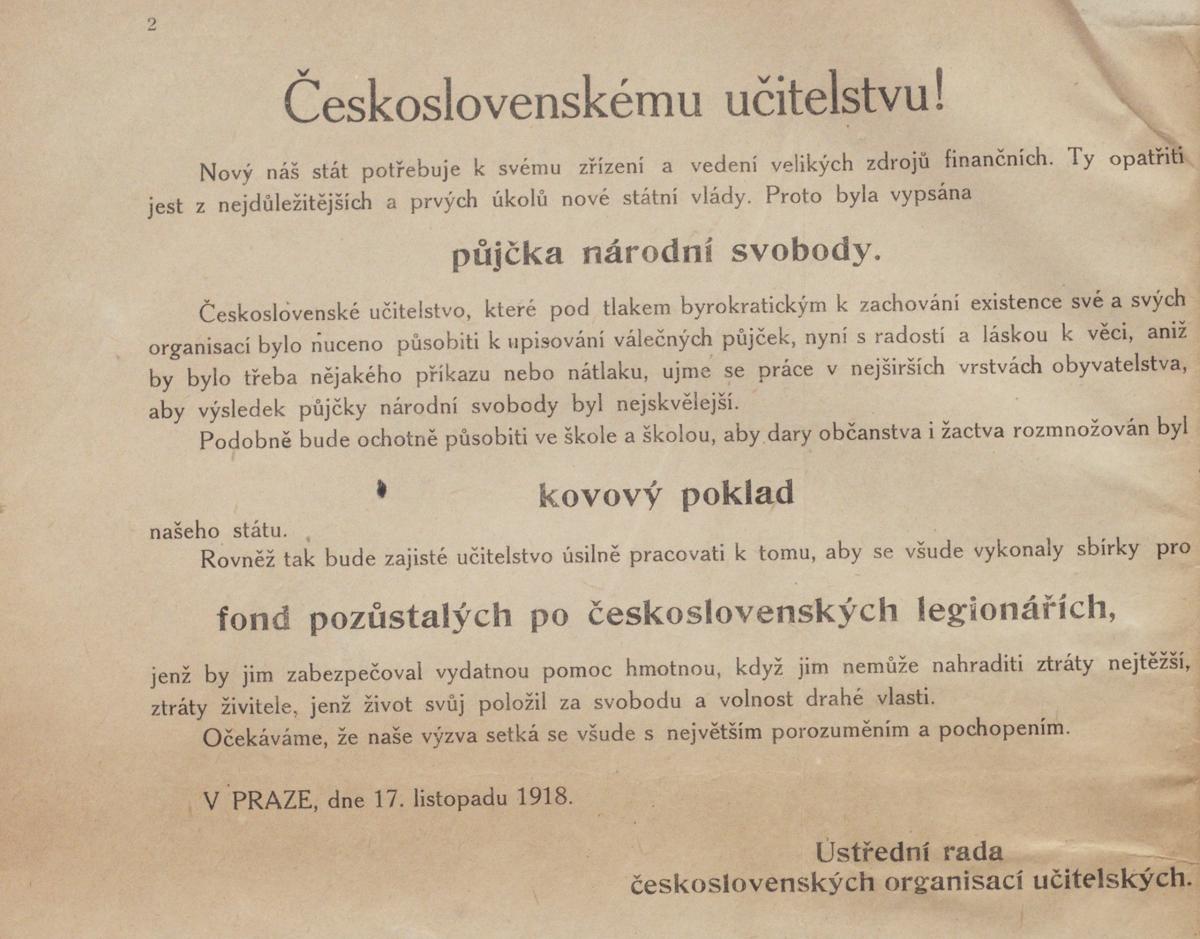 2
Československému učitelstvu!
Nový náš stát potřebuje k svému zřízení a vedení velikých zdrojů finančních. Ty opatřiti
jest z nejdůležitějších a prvých úkolů nové státní vlády. Proto byla vypsána
půjčka národní svobody.
Československé učitelstvo, které pod tlakem byrokratickým k zachování existence své a svých
organisací bylo nuceno působiti k upisování válečných půjček, nyní s radostí a láskou k věci, aniž
by bylo třeba nějakého příkazu nebo nátlaku, ujme se práce v nejširších vrstvách obyvatelstva,
aby výsledek půjčky národní svobody byl nejskvělejší.
Podobně bude ochotně působiti ve škole a školou, aby dary občanstva i žactva rozmnožován byl
kovový poklad
našeho státu.
Rovněž tak bude zajisté učitelstvo úsilně pracovati k tomu, aby se všude vykonaly sbírky pro
fond pozůstalých po československých legionářích,
jenž by jim zabezpečoval vydatnou pomoc hmotnou, když jim nemůže nahraditi ztráty nejtěžší,
ztráty živitele, jenž život svůj položil za svobodu a volnost drahé vlasti.
Očekáváme, že naše výzva setká se všude s největším porozuměním a pochopením.
V PRAZE, dne 17. listopadu 1918.
Ústřední rada
československých organisací učitelských.